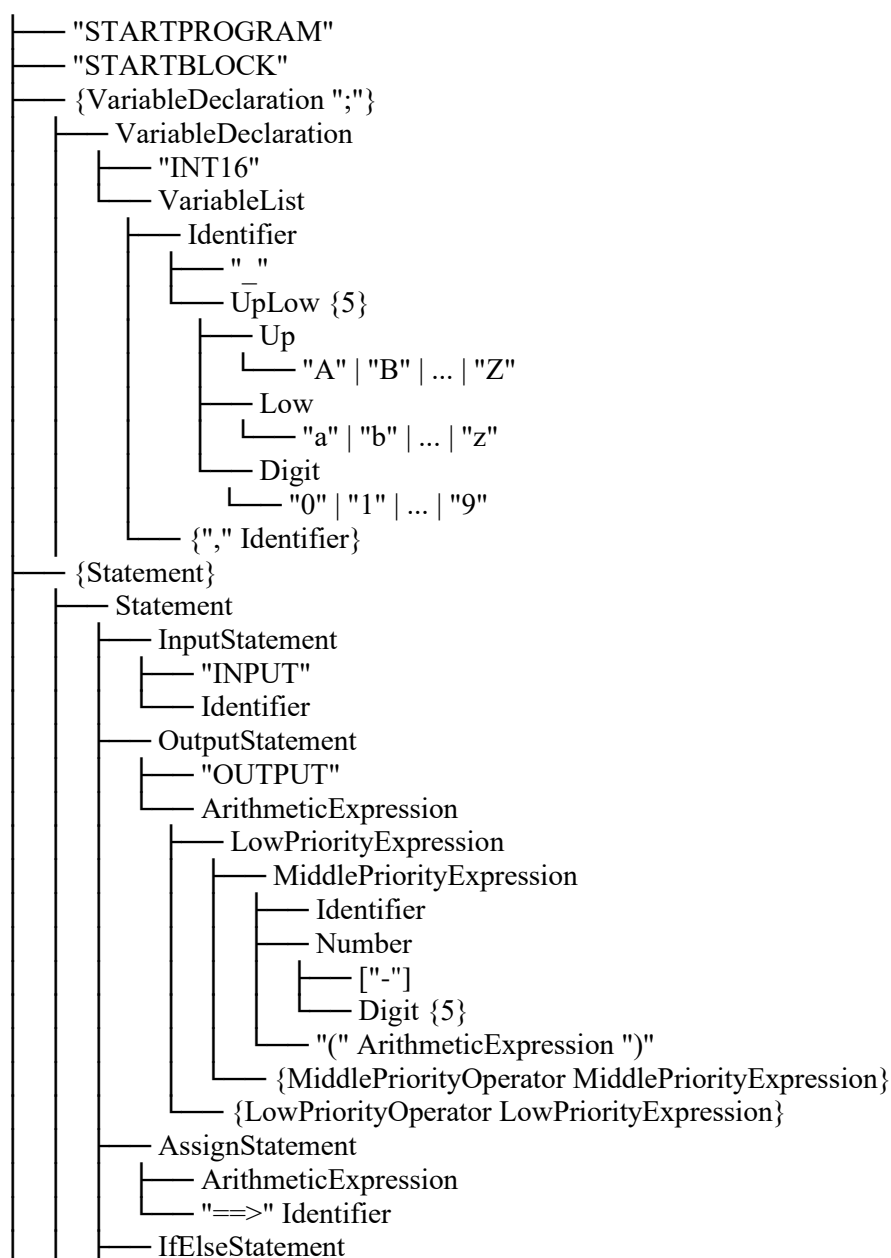 "STARTPROGRAM"
"STARTBLOCK"
{VariableDeclaration ";"}
VariableDeclaration
"INT16"
VariableList
Identifier
"_"
UpLow {5}
Up
"A" | "B" | ... | "Z"
Low
"a" | "b" | ... | "z"
Digit
"0" | "1" | ... | "9"
{"," Identifier}
{Statement}
Statement
InputStatement
"INPUT"
Identifier
OutputStatement
"OUTPUT"
ArithmeticExpression
LowPriorityExpression
MiddlePriorityExpression
Identifier
Number
["-"]
Digit {5}
"(" ArithmeticExpression ")"
{MiddlePriorityOperator MiddlePriorityExpression}
{LowPriorityOperator LowPriorityExpression}
AssignStatement
ArithmeticExpression
"==>" Identifier
IfElseStatement